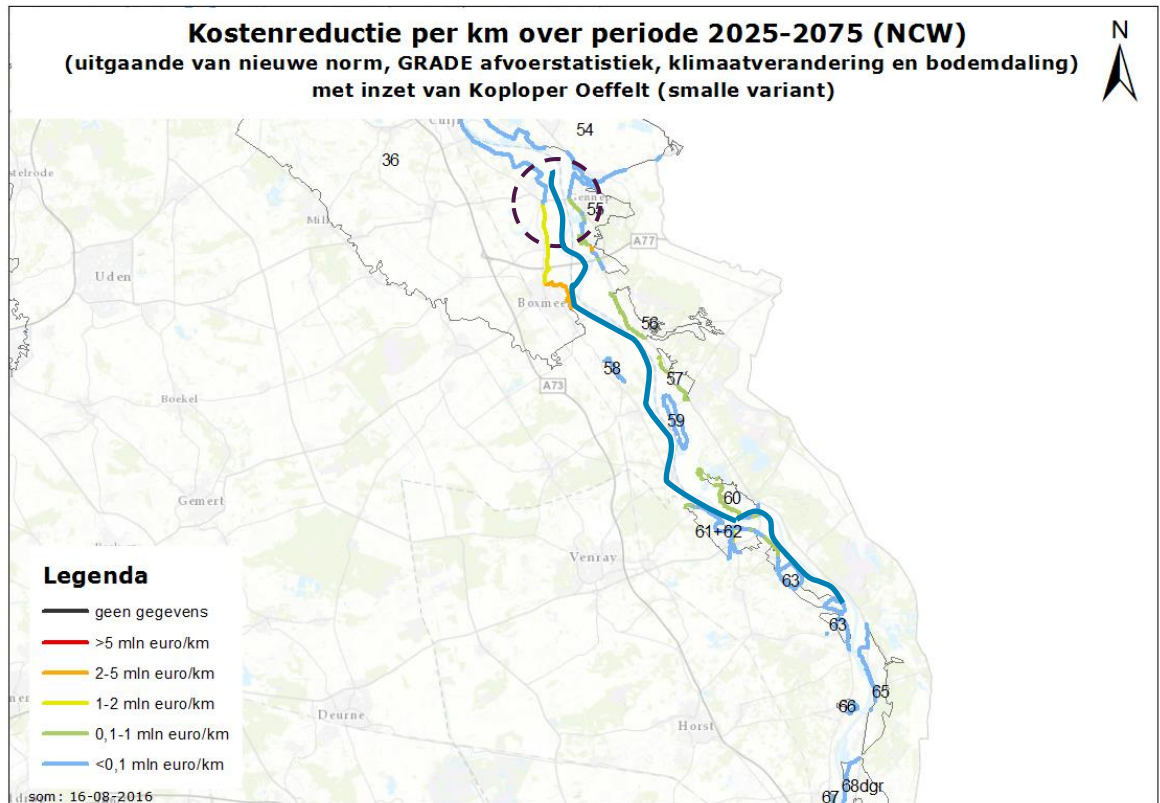 Kostenreductie per km over periode 2025-2075 (NCW)
(uitgaande van nieuwe norm, GRADE afvoerstatistiek, klimaatverandering en bodemdaling)
met inzet van Koploper Oeffelt (smalle variant)
N
Cuijk
54
36
Gennep
55
Mill
A77
Uden
Boxmeer
56
58
57
A73
Boekel
59
Gemert
60
61+62
Venray
63
63
65
66
Deurne
Horst
68dgr
67
Legenda
geen gegevens
>5 mln euro/km
2-5 mln euro/km
1-2 mln euro/km
0,1-1 mln euro/km
<0,1 mln euro/km
som: 16-08-2016